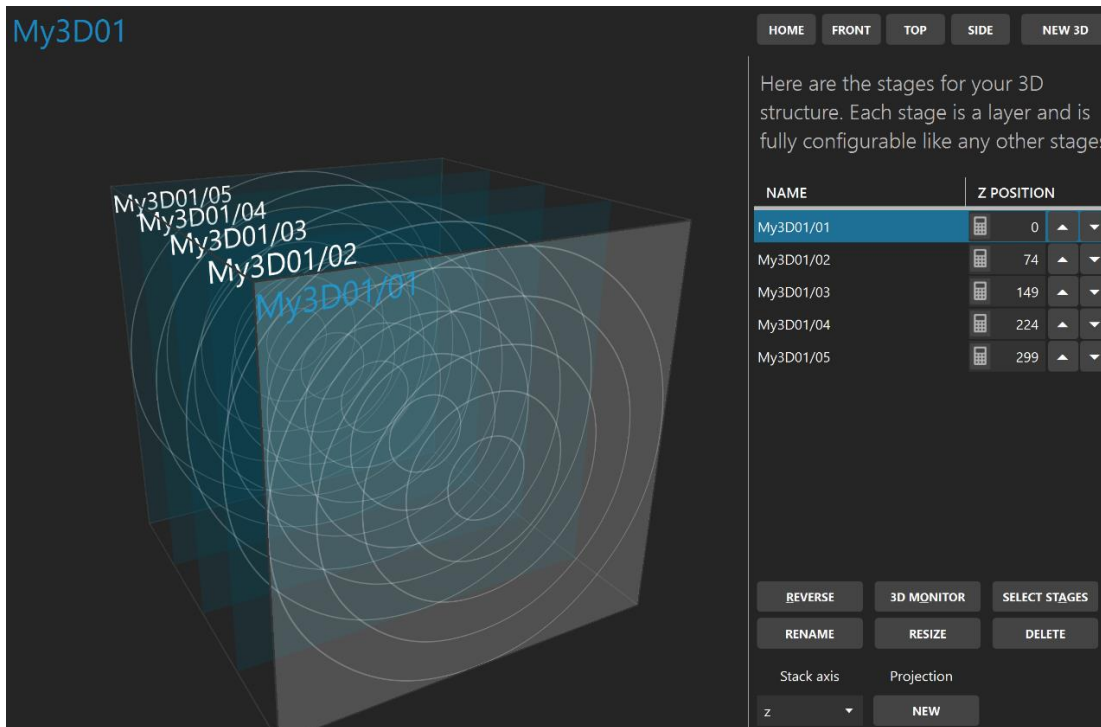 My3D01
HOME FRONT TOP SIDE NEW 3D
Here are the stages for your 3D
structure. Each stage is a layer and is
fully configurable like any other stages
NAME Z POSITION
My3D01/01 0
My3D01/02 74
My3D01/03 149
My3D01/04 224
My3D01/05 299
My3D01/05
My3D01/04
My3D01/03
My3D01/02
My3D01/01
REVERSE 3D MONITOR SELECT STAGES
RENAME RESIZE DELETE
Stack axis Projection
z NEW